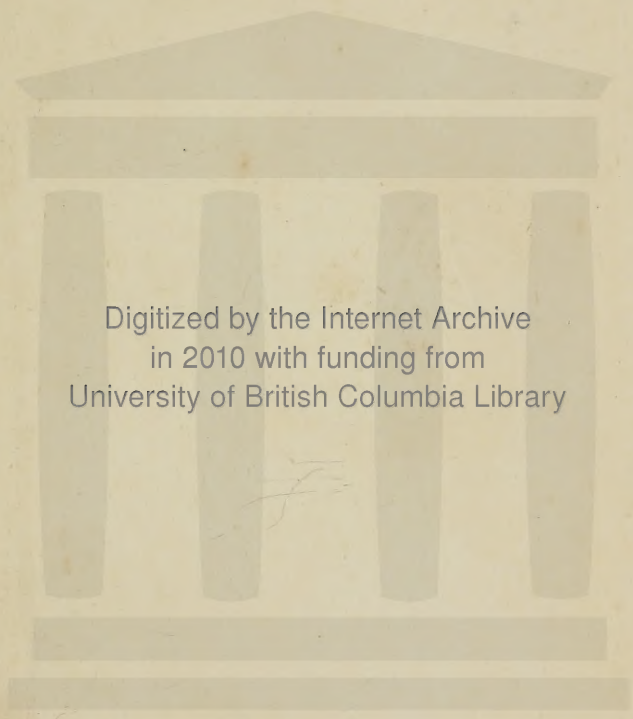 Digitized by the Internet Archive
in 2010 with funding from
University of British Columbia Library